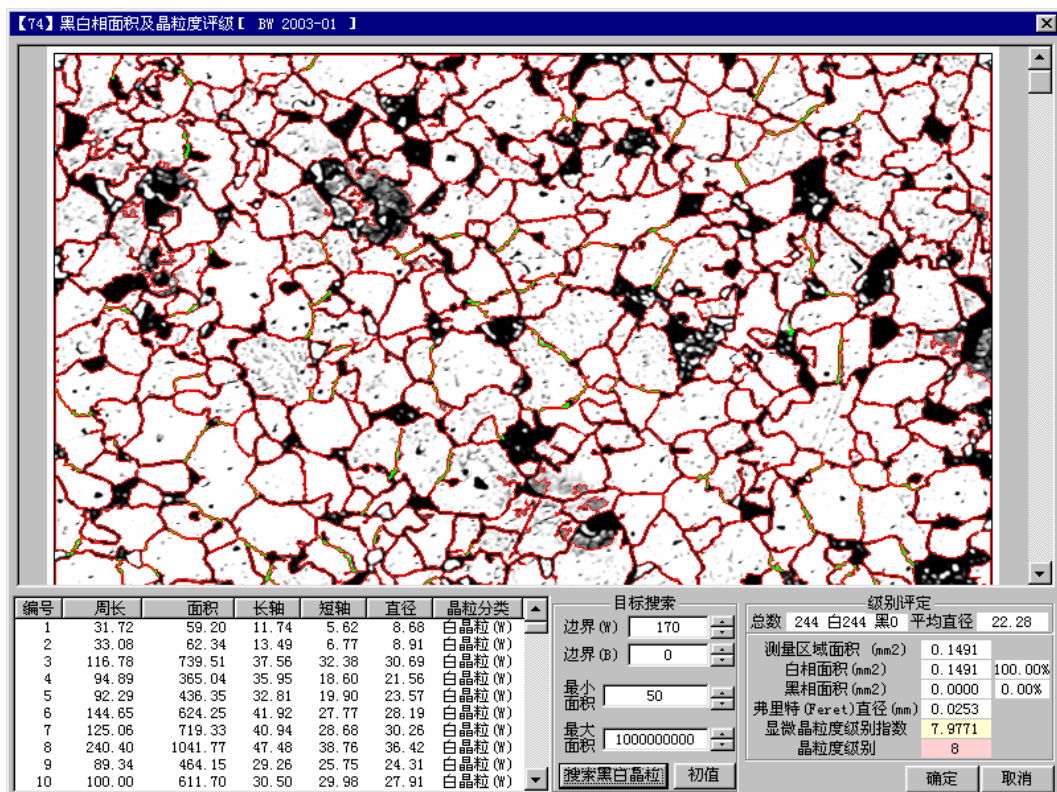 【74】黑白相面积及晶粒度评级[ BW 2003-01 ]
编号 周长 面积 长轴 短轴 直径 晶粒分类
1 31.72 59.20 11.74 5.62 8.68 白晶粒(W)
2 33.08 62.34 13.49 6.77 8.91 白晶粒(W)
3 116.78 739.51 37.56 32.38 30.69 白晶粒(W)
4 94.89 365.04 35.95 18.60 21.56 白晶粒(W)
5 92.29 436.35 32.81 19.90 23.57 白晶粒(W)
6 144.65 624.25 41.92 27.77 28.19 白晶粒(W)
7 125.06 719.33 40.94 28.68 30.26 白晶粒(W)
8 240.40 1041.77 47.48 38.76 36.42 白晶粒(W)
9 89.34 464.15 29.26 25.75 24.31 白晶粒(W)
10 100.00 611.70 30.50 29.98 27.91 白晶粒(W)
目标搜索
边界(W) 170
边界(B) 0
最小面积 50
最大面积 1000000000
搜索黑白晶粒 初值
级别评定
总数 244 白244 黑0 平均直径 22.28
测量区域面积 (mm2) 0.1491
白相面积(mm2) 0.1491 100.00%
黑相面积(mm2) 0.0000 0.00%
弗里特(Feret)直径(mm) 0.0253
显微晶粒度级别指数 7.9771
晶粒度级别 8
确定 取消